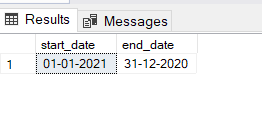 Results Messages
start_date end_date
1 01-01-2021 31-12-2020